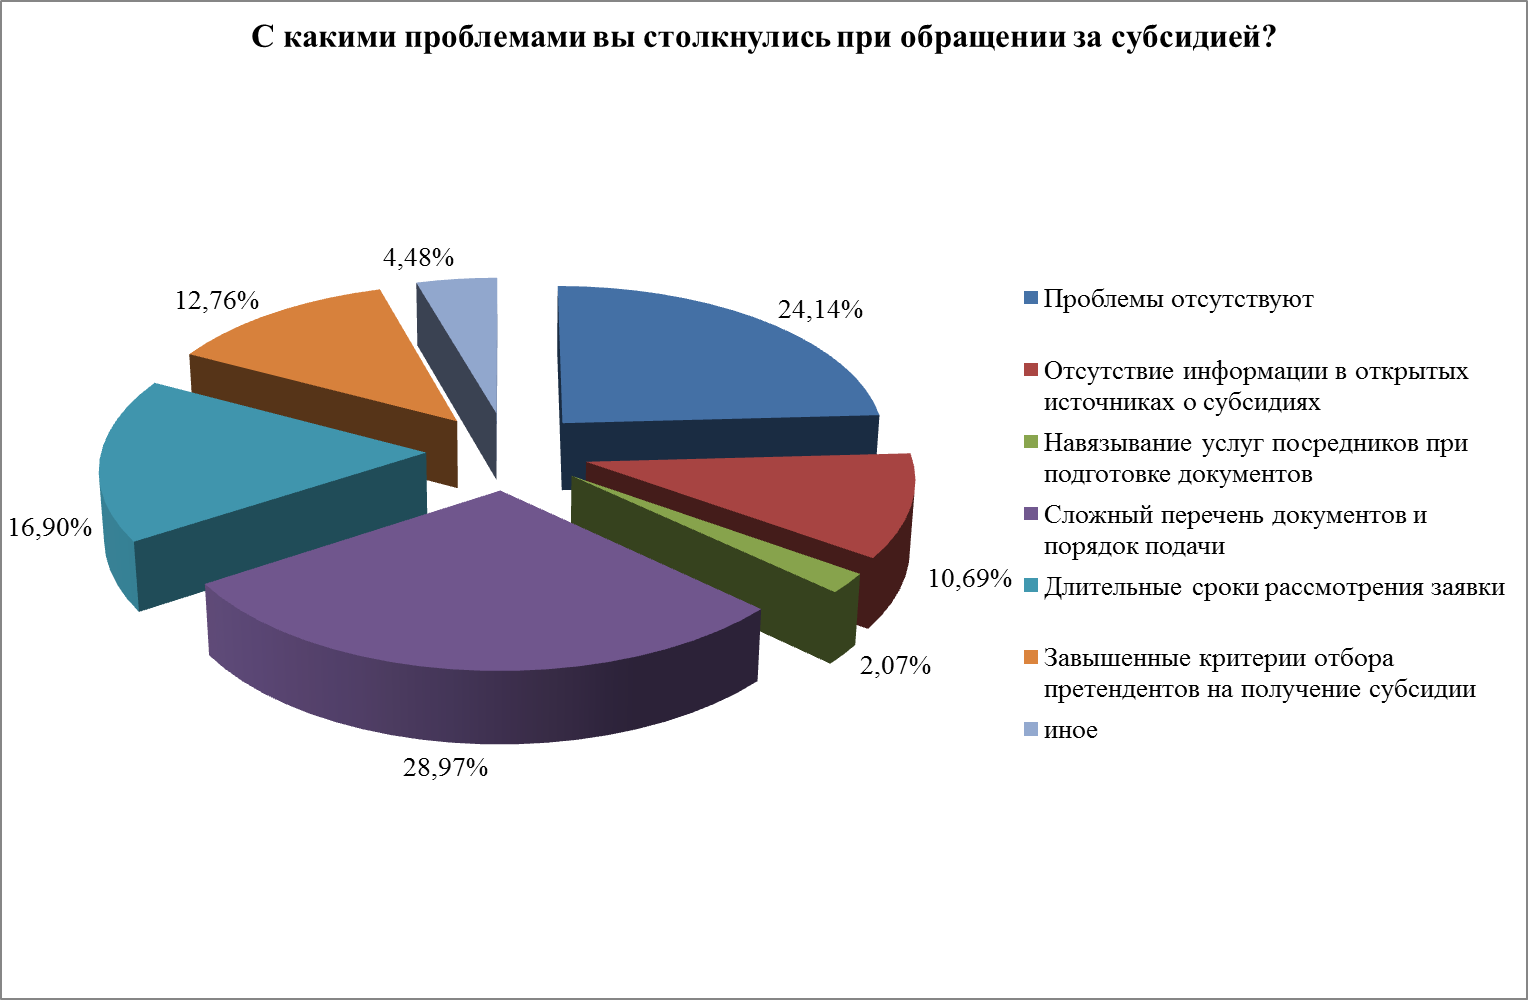 С какими проблемами вы столкнулись при обращении за субсидией?
4,48%
12,76%
24,14%
16,90%
10,69%
2,07%
28,97%
Проблемы отсутствуют
Отсутствие информации в открытых
источниках о субсидиях
Навязывание услуг посредников при
подготовке документов
Сложный перечень документов и
порядок подачи
Длительные сроки рассмотрения заявки
Завышенные критерии отбора
претендентов на получение субсидии
иное